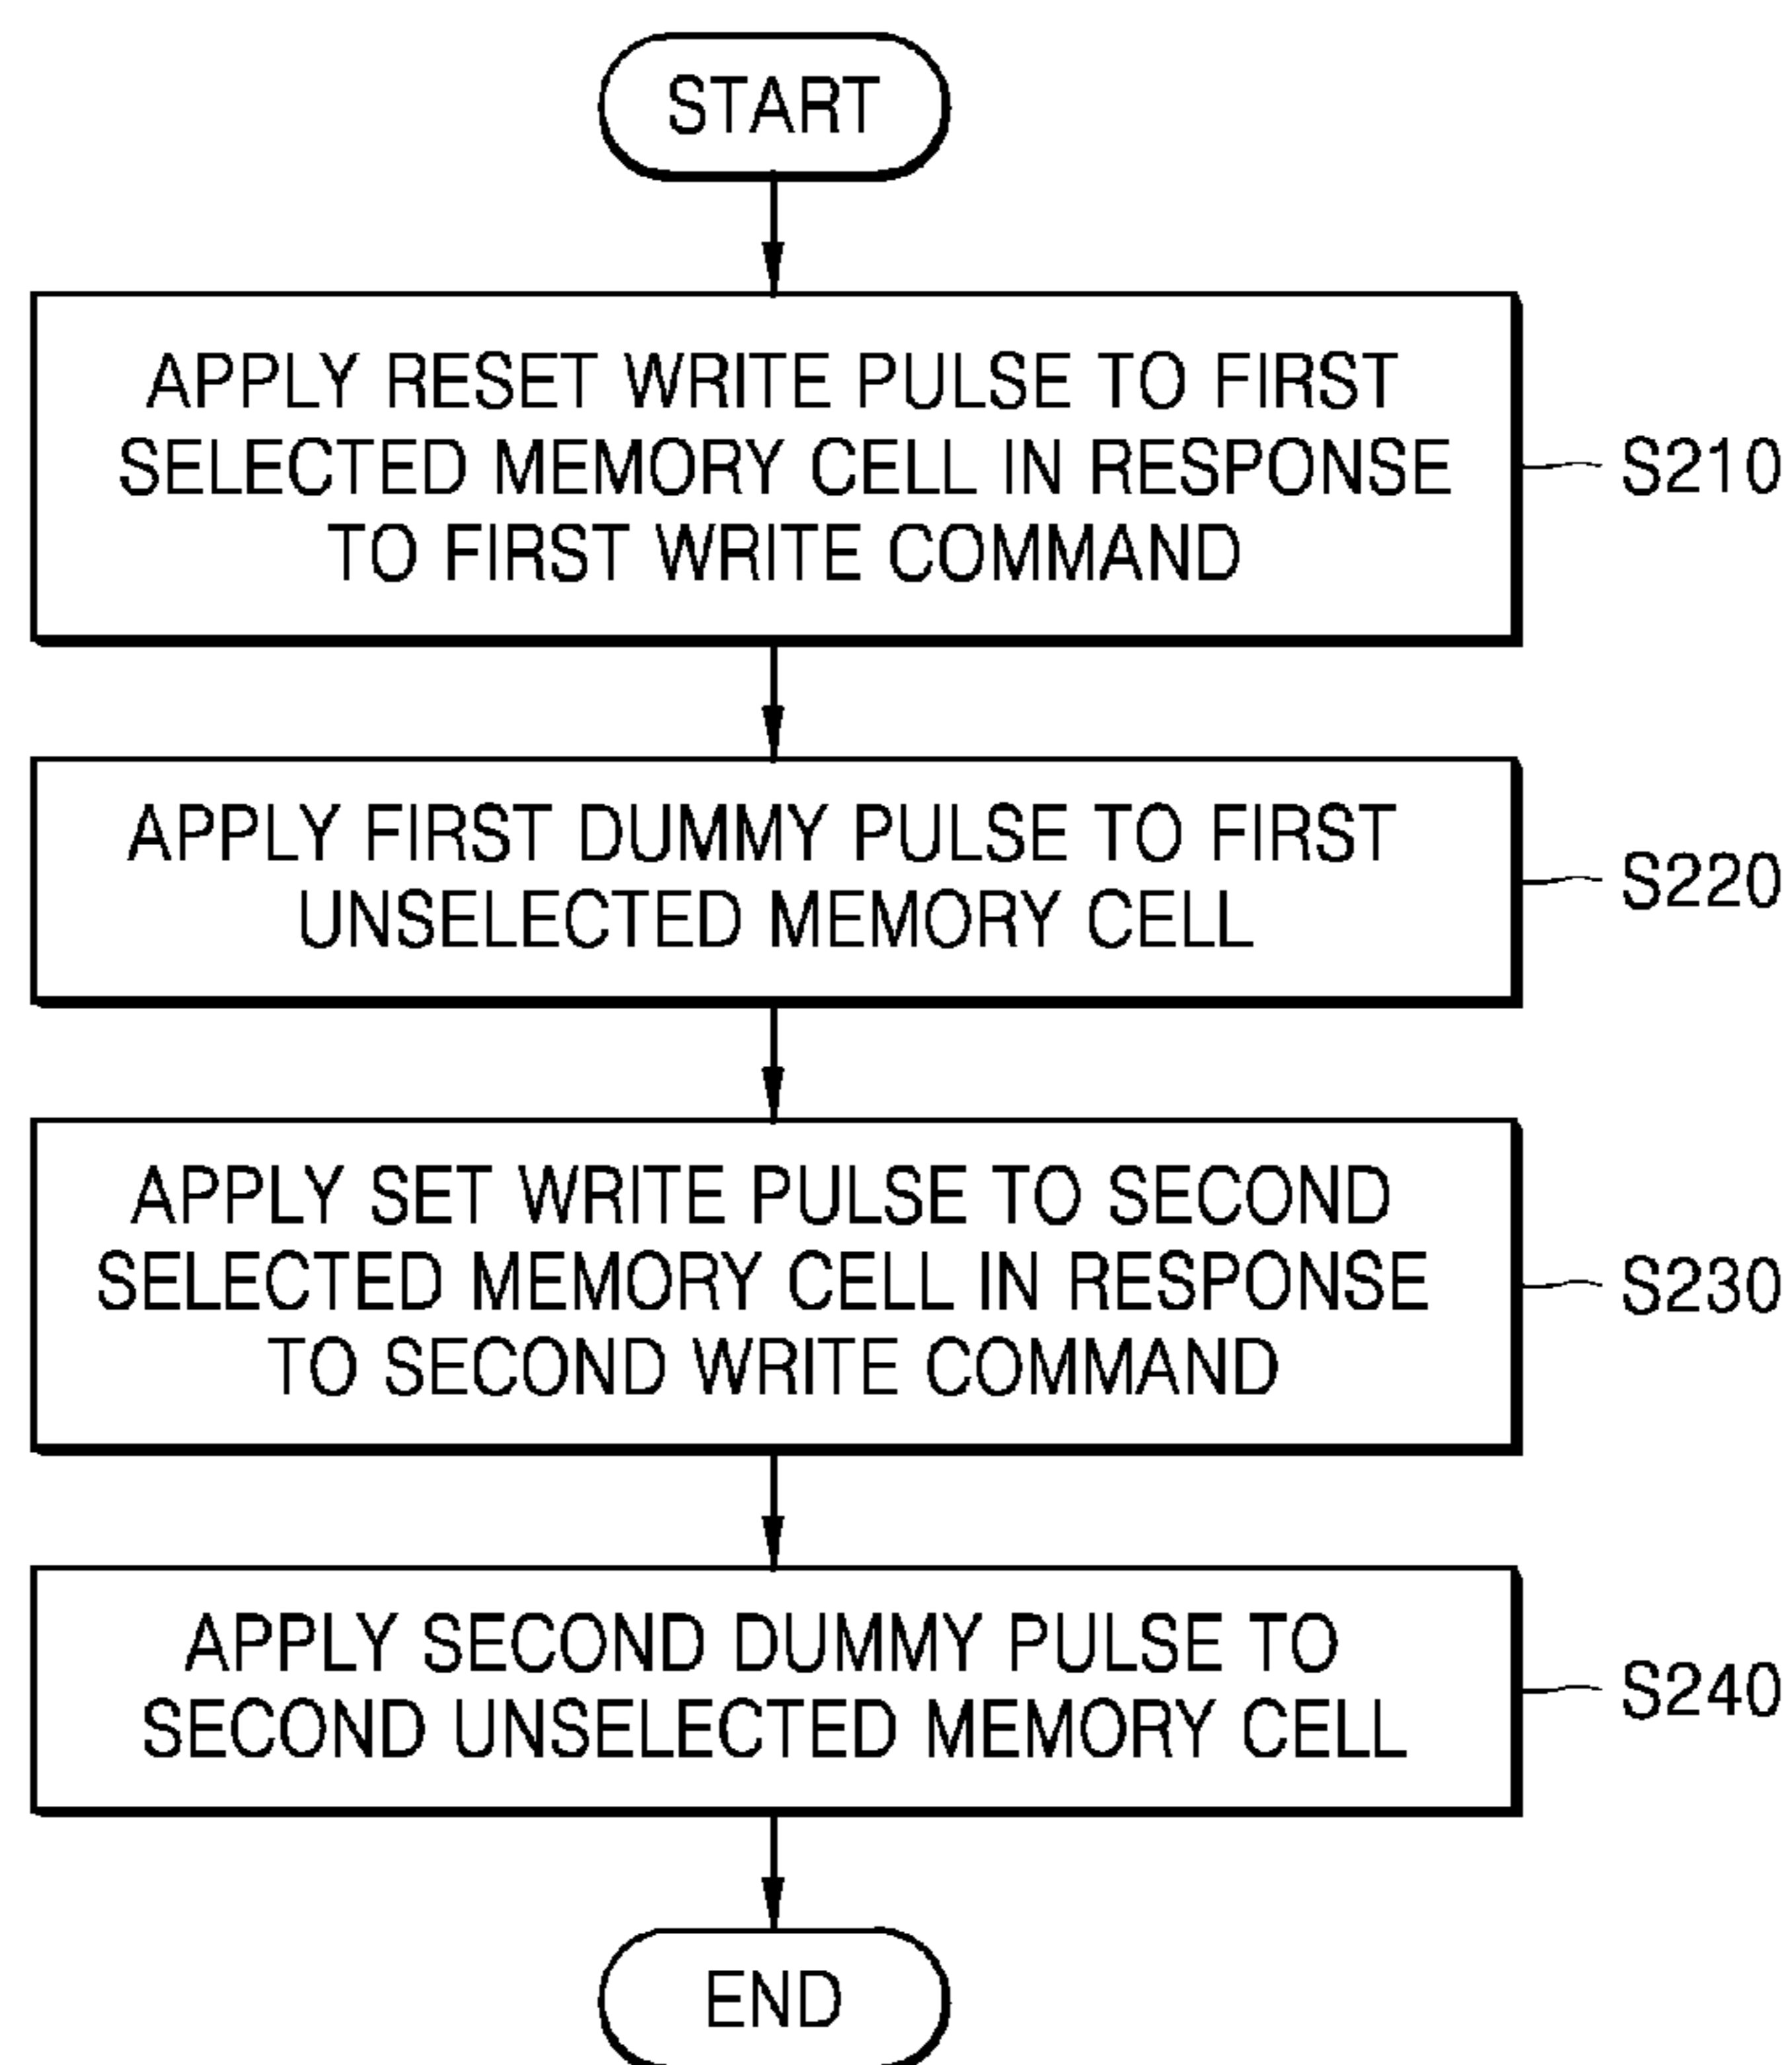 START
APPLY RESET WRITE PULSE TO FIRST
SELECTED MEMORY CELL IN RESPONSE
TO FIRST WRITE COMMAND
S210
APPLY FIRST DUMMY PULSE TO FIRST
UNSELECTED MEMORY CELL
S220
APPLY SET WRITE PULSE TO SECOND
SELECTED MEMORY CELL IN RESPONSE
TO SECOND WRITE COMMAND
S230
APPLY SECOND DUMMY PULSE TO
SECOND UNSELECTED MEMORY CELL
S240
END